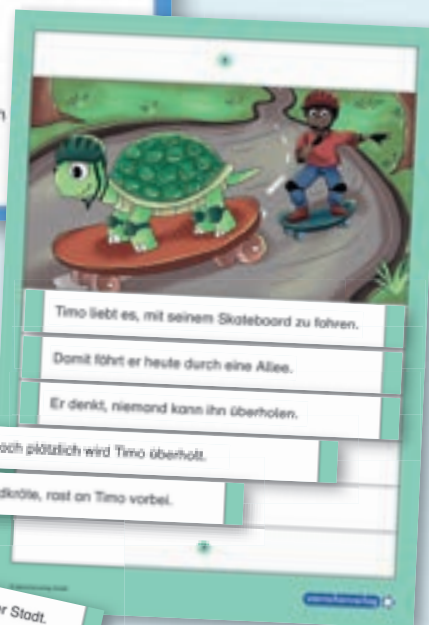 Timo liebt es, mit seinem Skateboard zu fahren.
Damit fährt er heute durch eine Allee.
Er denkt, niemand kann ihn überholen.
och plötzlich wird Timo überholt.
dkröte, rast an Timo vorbei.
er Stadt.